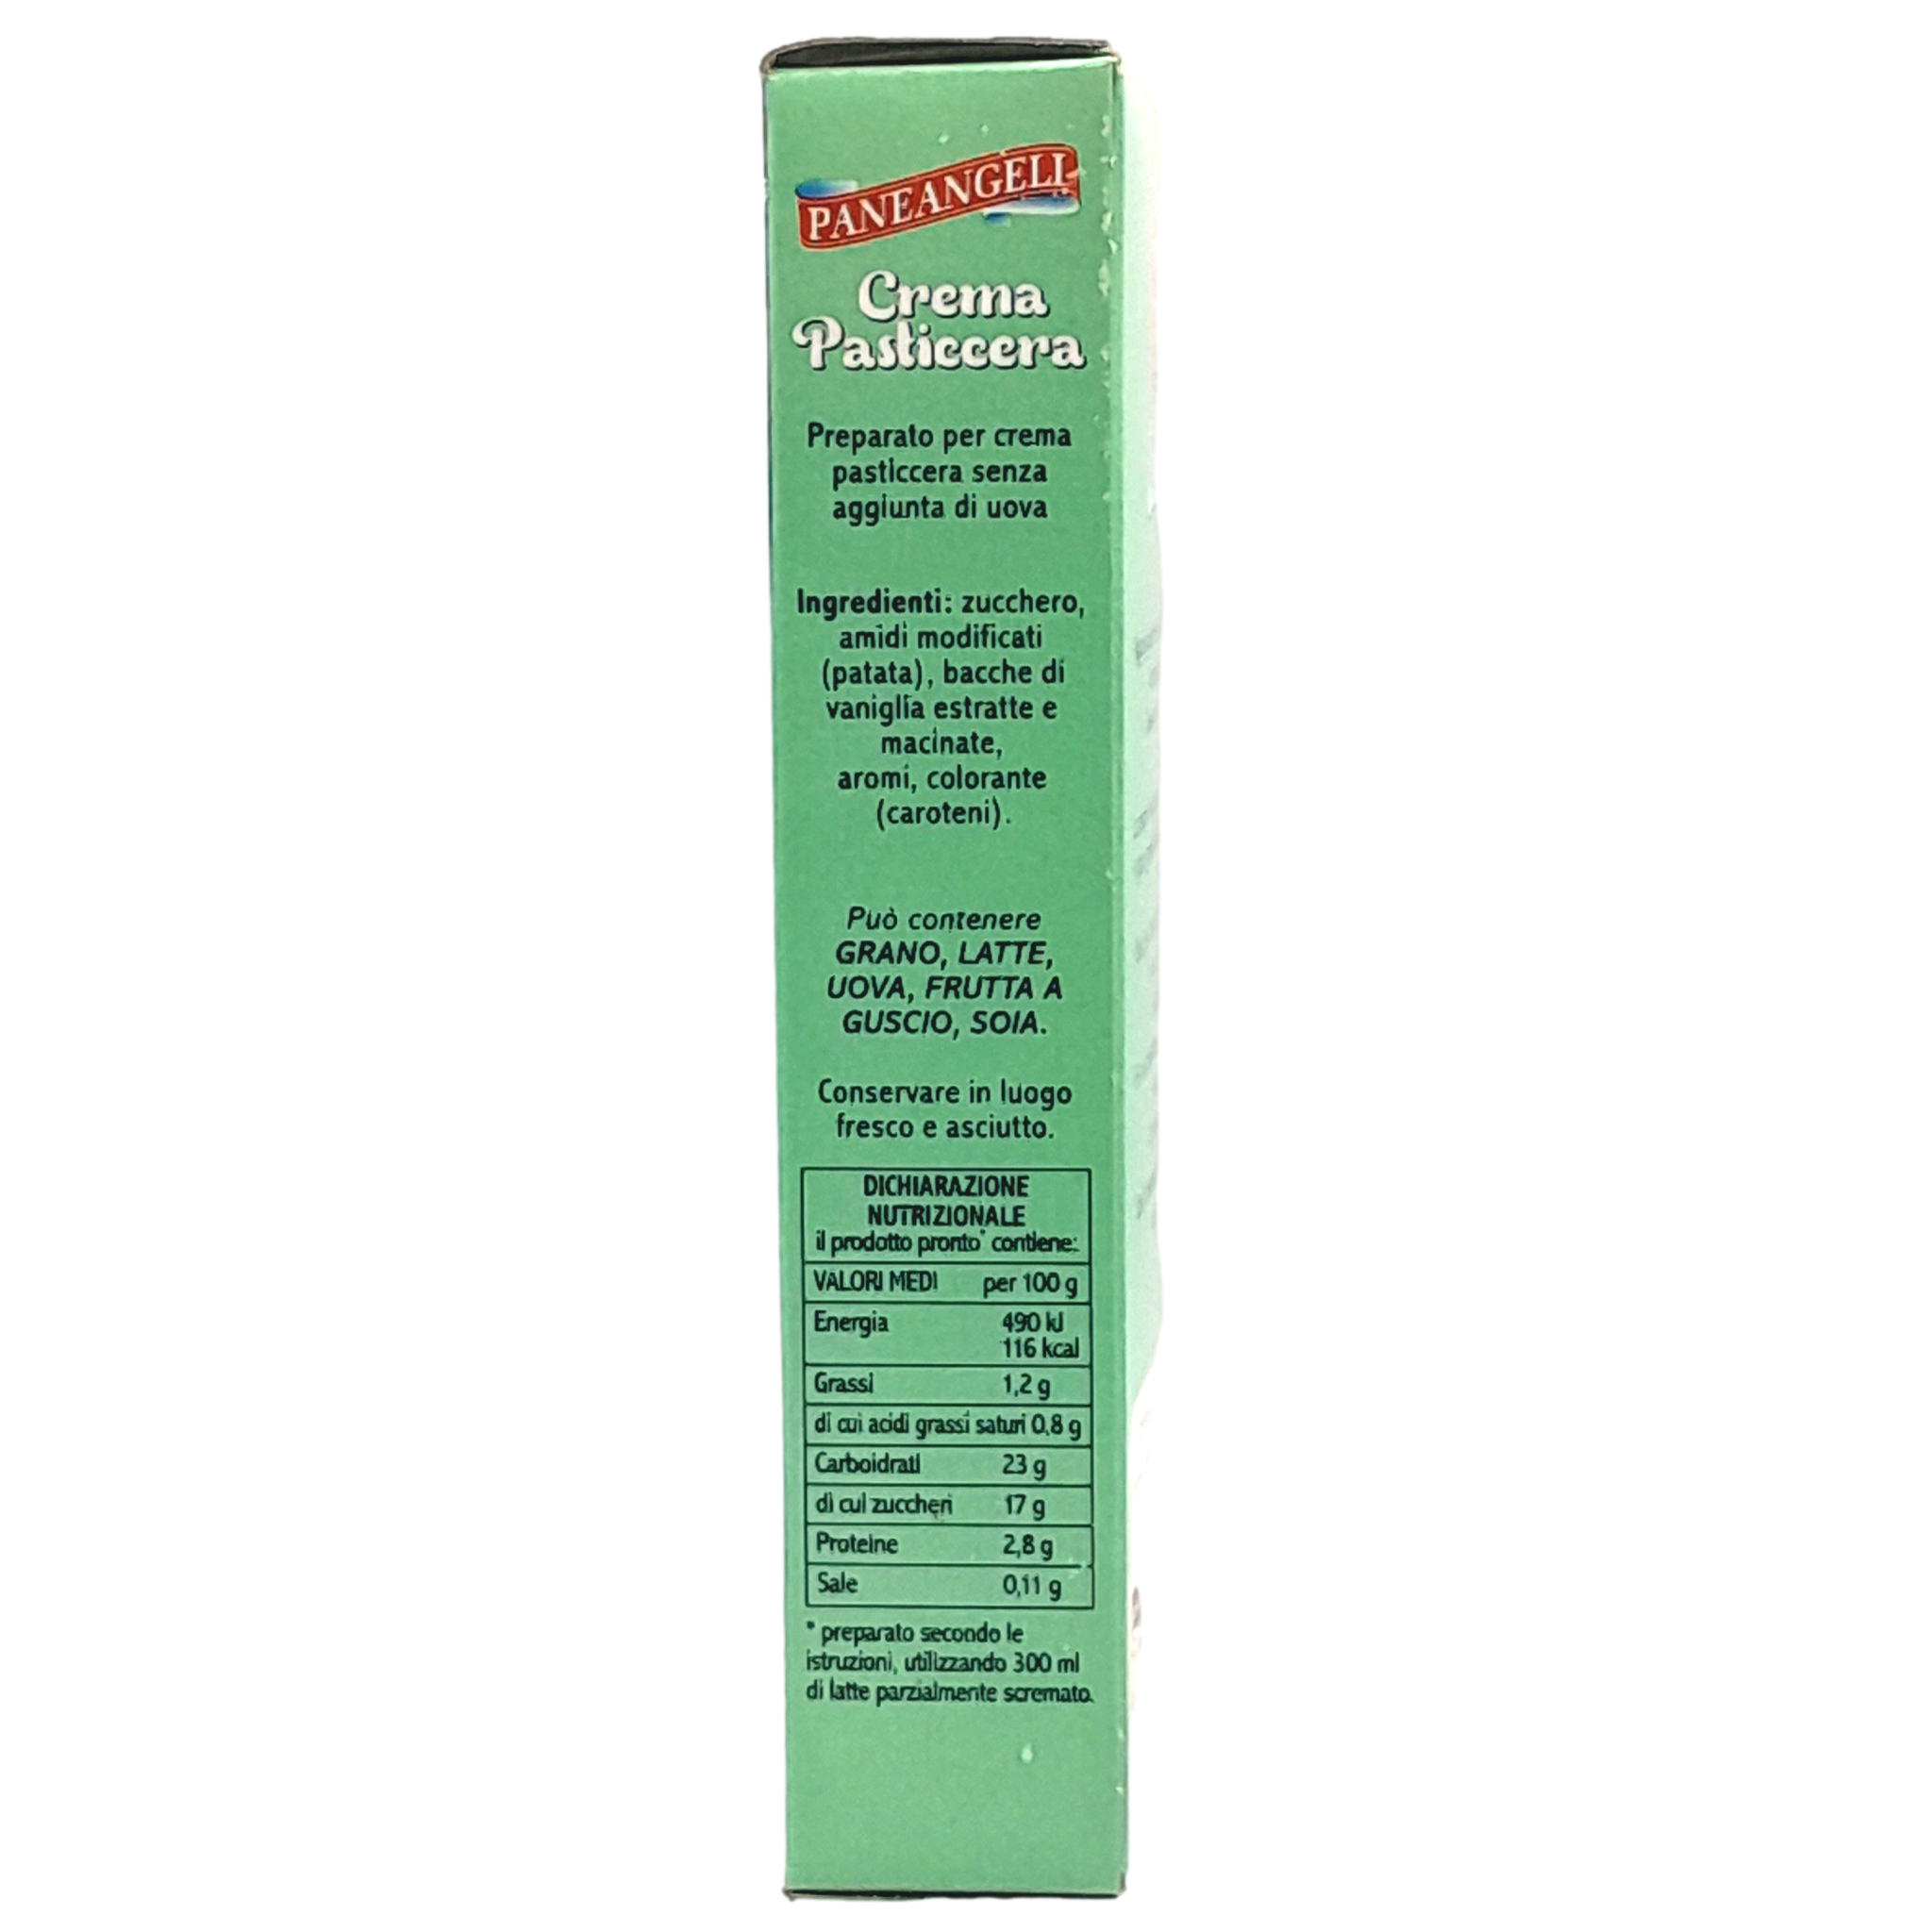 PANEANGELI
Crema
Pasticcera
Preparato per crema
pasticcera senza
aggiunta di uova
Ingredienti: zucchero,
amidi modificati
(patata), bacche di
vaniglia estratte e
macinate,
aromi, colorante
(caroteni).
Può contenere
GRANO, LATTE,
UOVA, FRUTTA A
GUSCIO, SOIA.
Conservare in luogo
fresco e asciutto.
DICHIARAZIONE
NUTRIZIONALE
il prodotto pronto* contiene:
VALORI MEDI per 100 g
Energia 490 kJ
116 kcal
Grassi 1,2 g
di cui acidi grassi saturi 0,8 g
Carboidrati 23 g
di cui zuccheri 17 g
Proteine 2,8 g
Sale 0,11 g
* preparato secondo le
istruzioni, utilizzando 300 ml
di latte parzialmente scremato.